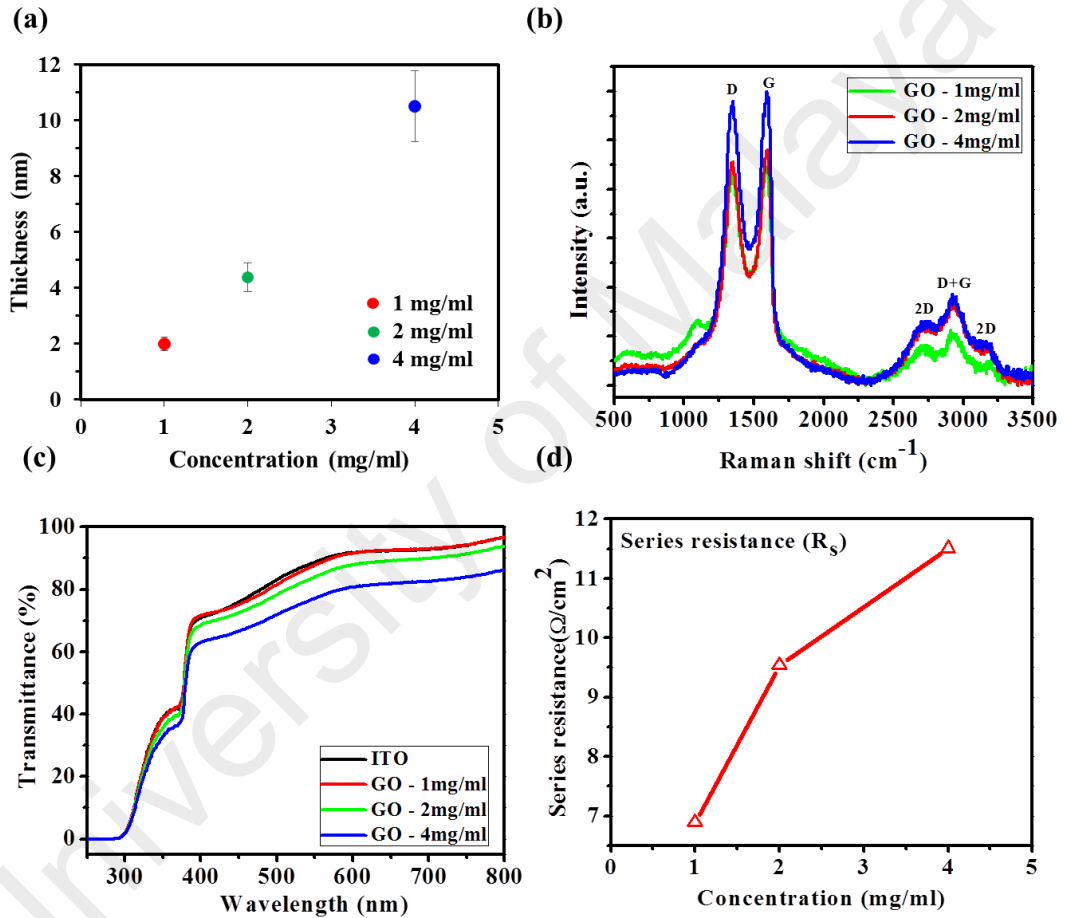 (a)
12
10
8
6
4
2
0
0 1 2 3 4 5
Thickness (nm)
Concentration (mg/ml)
1 mg/ml
2 mg/ml
4 mg/ml
(b)
D
G
GO - 1mg/ml
GO - 2mg/ml
GO - 4mg/ml
2D
D+G
2D
Intensity (a.u.)
500 1000 1500 2000 2500 3000 3500
Raman shift (cm⁻¹)
(c)
100
80
60
40
20
0
300 400 500 600 700 800
Transmittance (%)
Wavelength (nm)
ITO
GO - 1mg/ml
GO - 2mg/ml
GO - 4mg/ml
(d)
Series resistance (Rs)
12
11
10
9
8
7
0 1 2 3 4 5
Series resistance(Ω/cm²)
Concentration (mg/ml)
University of Malaya